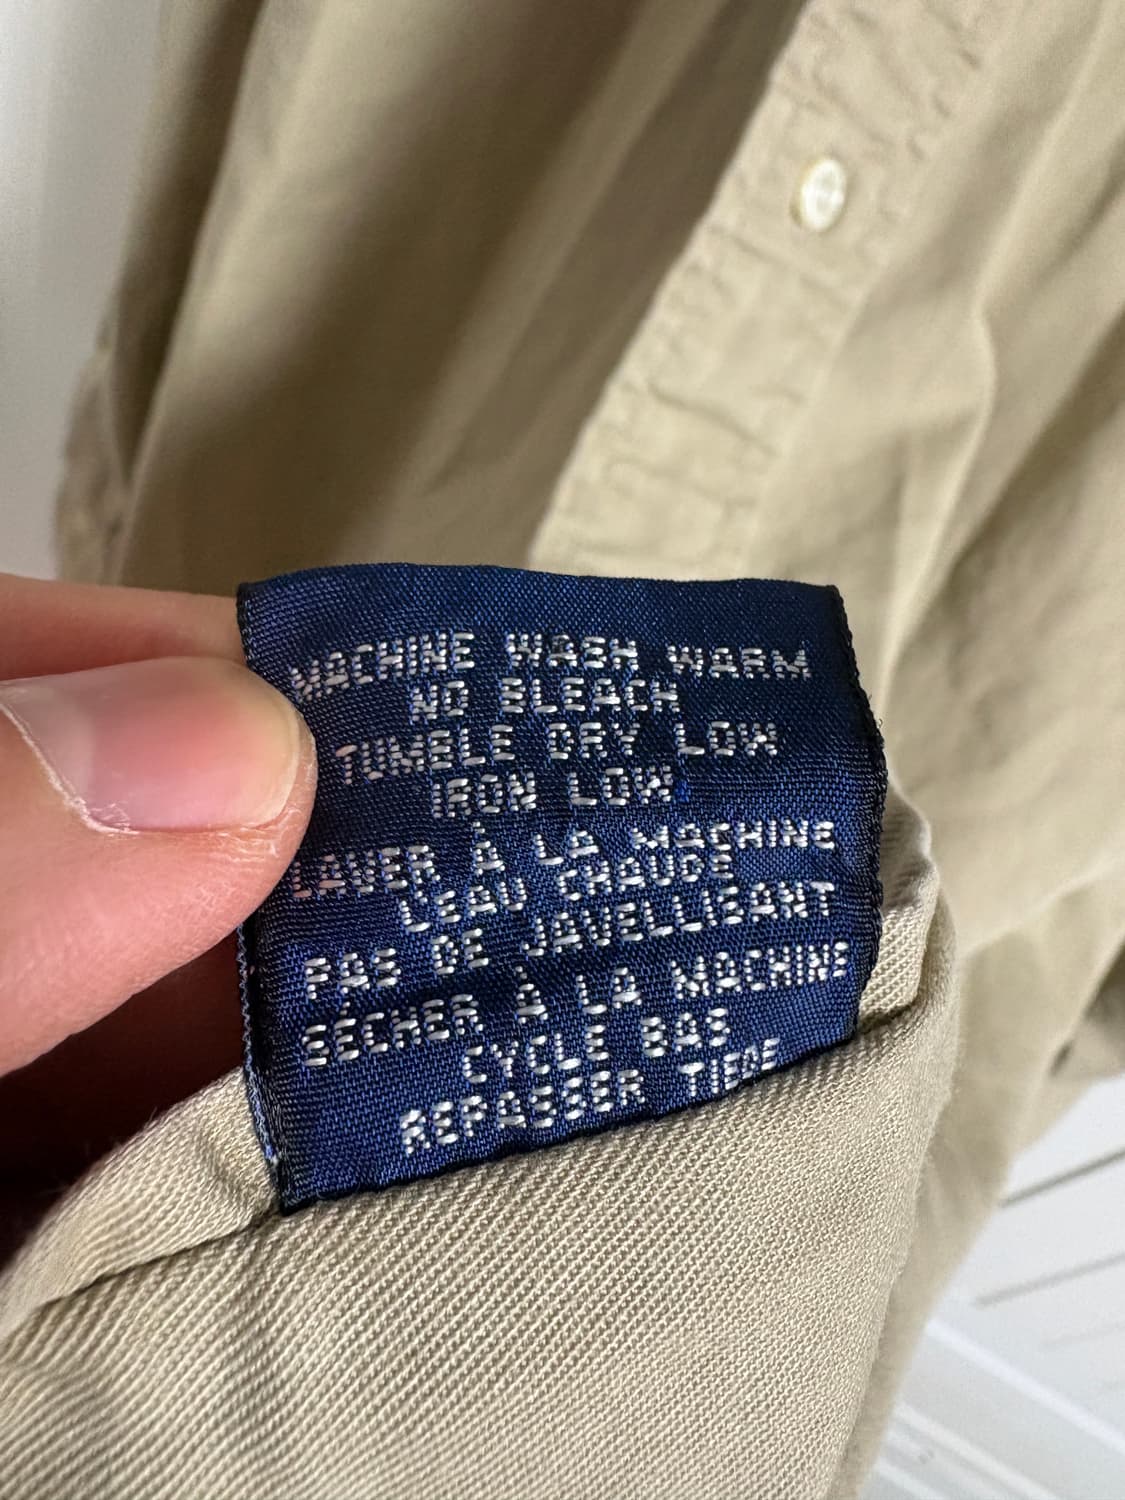 MACHINE WASH WARM
NO BLEACH
TUMBLE DRY LOW
IRON LOW
LAVER À LA MACHINE
L'EAU CHAUDE
PAS DE JAVELLISANT
SÉCHER À LA MACHINE
CYCLE BAS
REPASSER TIÈDE